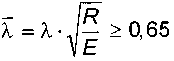 λ̄ = λ · √(R/E) ≥ 0,65